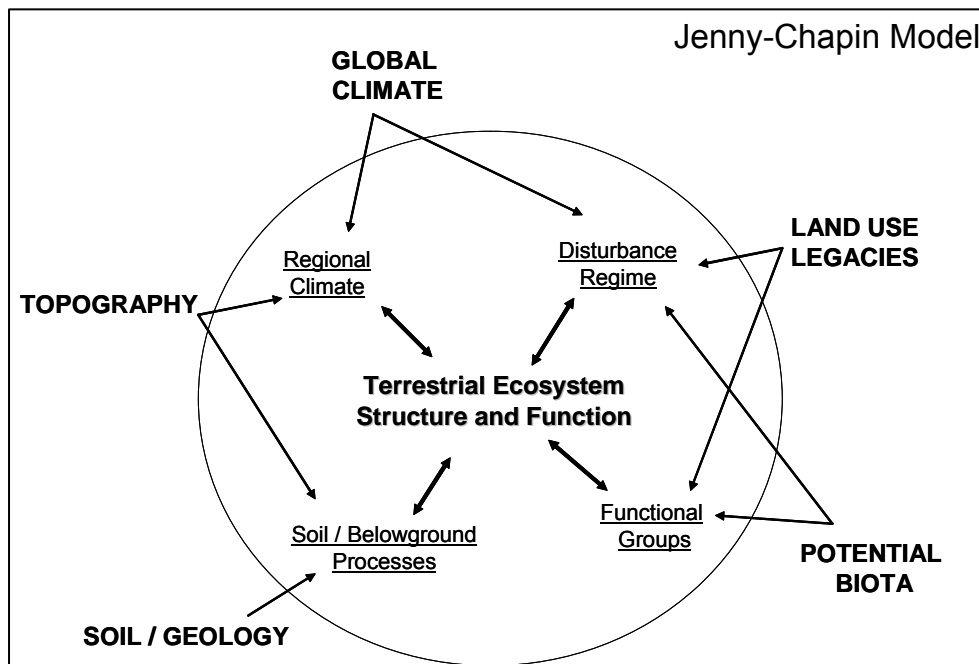 Jenny-Chapin Model
GLOBAL
CLIMATE
LAND USE
LEGACIES
Regional
Climate
Disturbance
Regime
TOPOGRAPHY
Terrestrial Ecosystem
Structure and Function
Soil / Belowground
Processes
Functional
Groups
POTENTIAL
BIOTA
SOIL / GEOLOGY